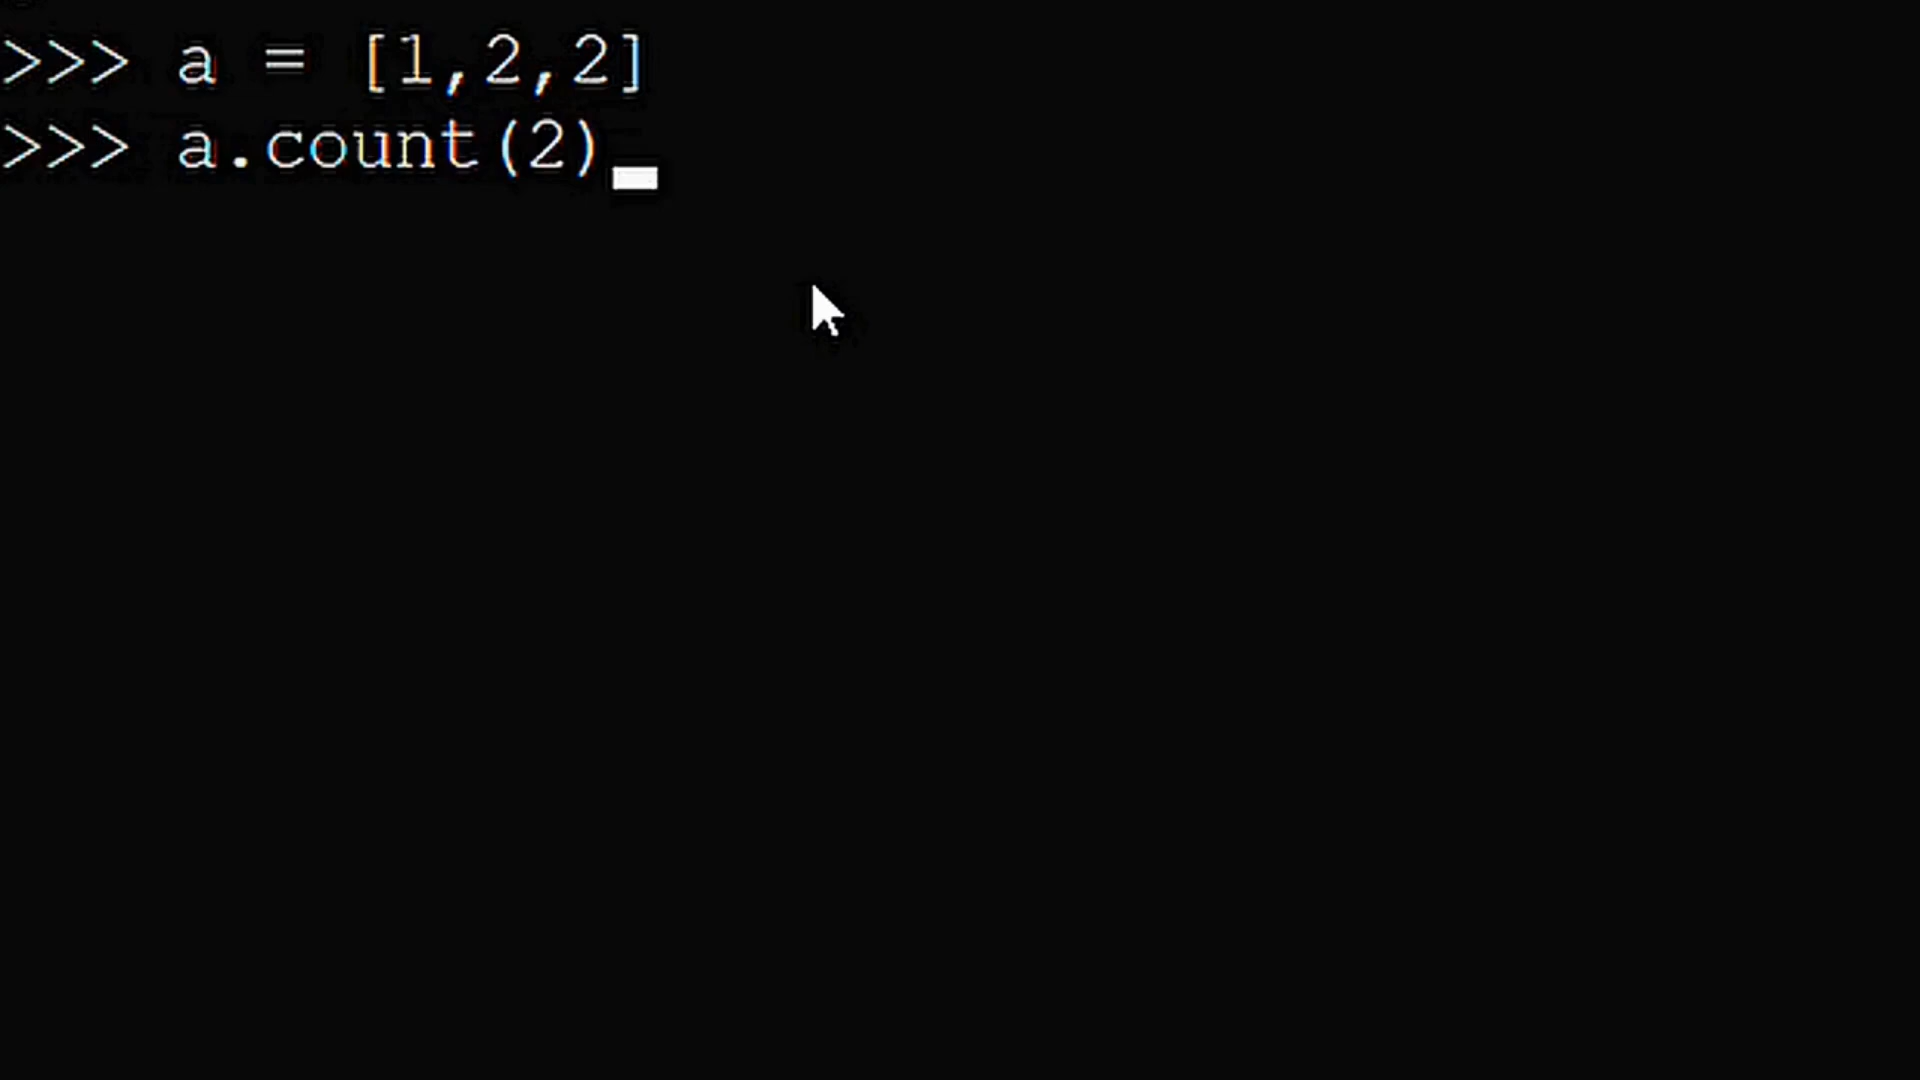 >>> a = [1,2,2]
>>> a.count(2)